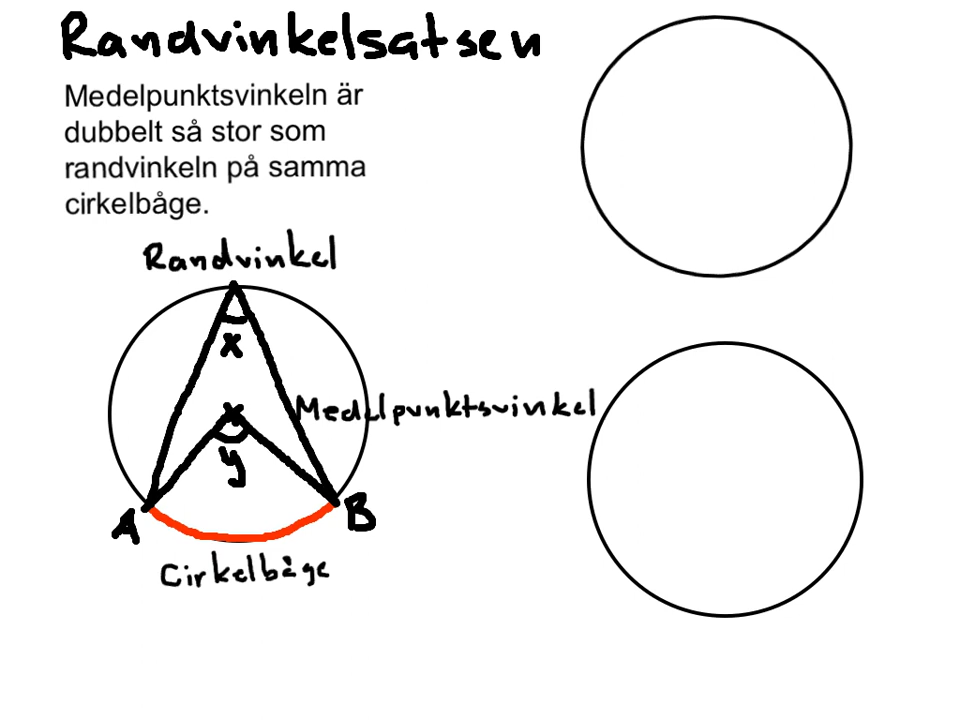 Randvinkelsatsen
Medelpunktsvinkeln är
dubbelt så stor som
randvinkeln på samma
cirkelbåge.
Randvinkel
x
Medelpunktsvinkel
y
A
B
Cirkelbåge